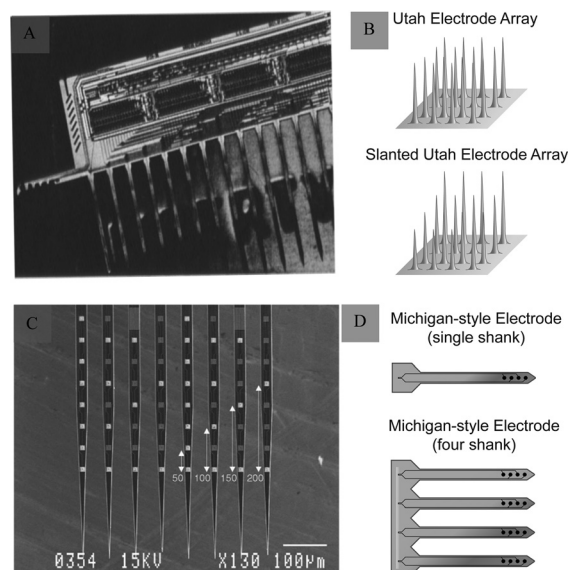 A
B
Utah Electrode Array
Slanted Utah Electrode Array
C
50
100
150
200
0354 15KV X130 100µm
D
Michigan-style Electrode
(single shank)
Michigan-style Electrode
(four shank)